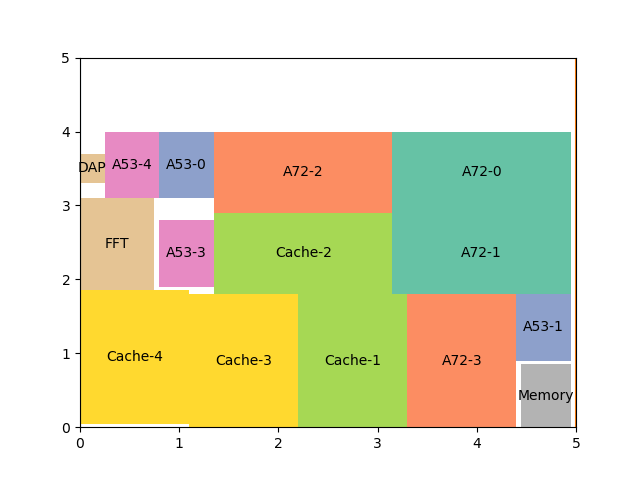 5
4
DAP
A53-4
A53-0
A72-2
A72-0
3
FFT
A53-3
Cache-2
A72-1
2
A53-1
1
Cache-4
Cache-3
Cache-1
A72-3
Memory
0
0
1
2
3
4
5